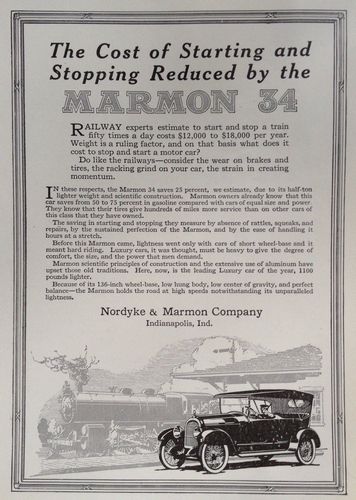 The Cost of Starting and
Stopping Reduced by the
MARMON 34
RAILWAY experts estimate to start and stop a train
fifty times a day costs $12,000 to $18,000 per year.
Weight is a ruling factor, and on that basis what does it
cost to stop and start a motor car?
Do like the railways—consider the wear on brakes and
tires, the racking grind on your car, the strain in creating
momentum.
IN these respects, the Marmon 34 saves 25 percent, we estimate, due to its half-ton
lighter weight and scientific construction. Marmon owners already know that this
car saves from 50 to 75 percent in gasoline compared with cars of equal size and power.
They know that their tires give hundreds of miles more service than on other cars of
this class that they have owned.
The saving in starting and stopping they measure by absence of rattles, squeaks, and
repairs, by the sustained perfection of the Marmon, and by the ease of handling it
hours at a stretch.
Before this Marmon came, lightness went only with cars of short wheel-base and it
meant hard riding. Luxury cars, it was thought, must be heavy to give the degree of
comfort, the size, and the power that men demand.
Marmon scientific principles of construction and the extensive use of aluminum have
upset those old traditions. Here, now, is the leading Luxury car of the year, 1100
pounds lighter.
Because of its 136-inch wheel-base, low hung body, low center of gravity, and perfect
balance—the Marmon holds the road at high speeds notwithstanding its unparalleled
lightness.
Nordyke & Marmon Company
Indianapolis, Ind.